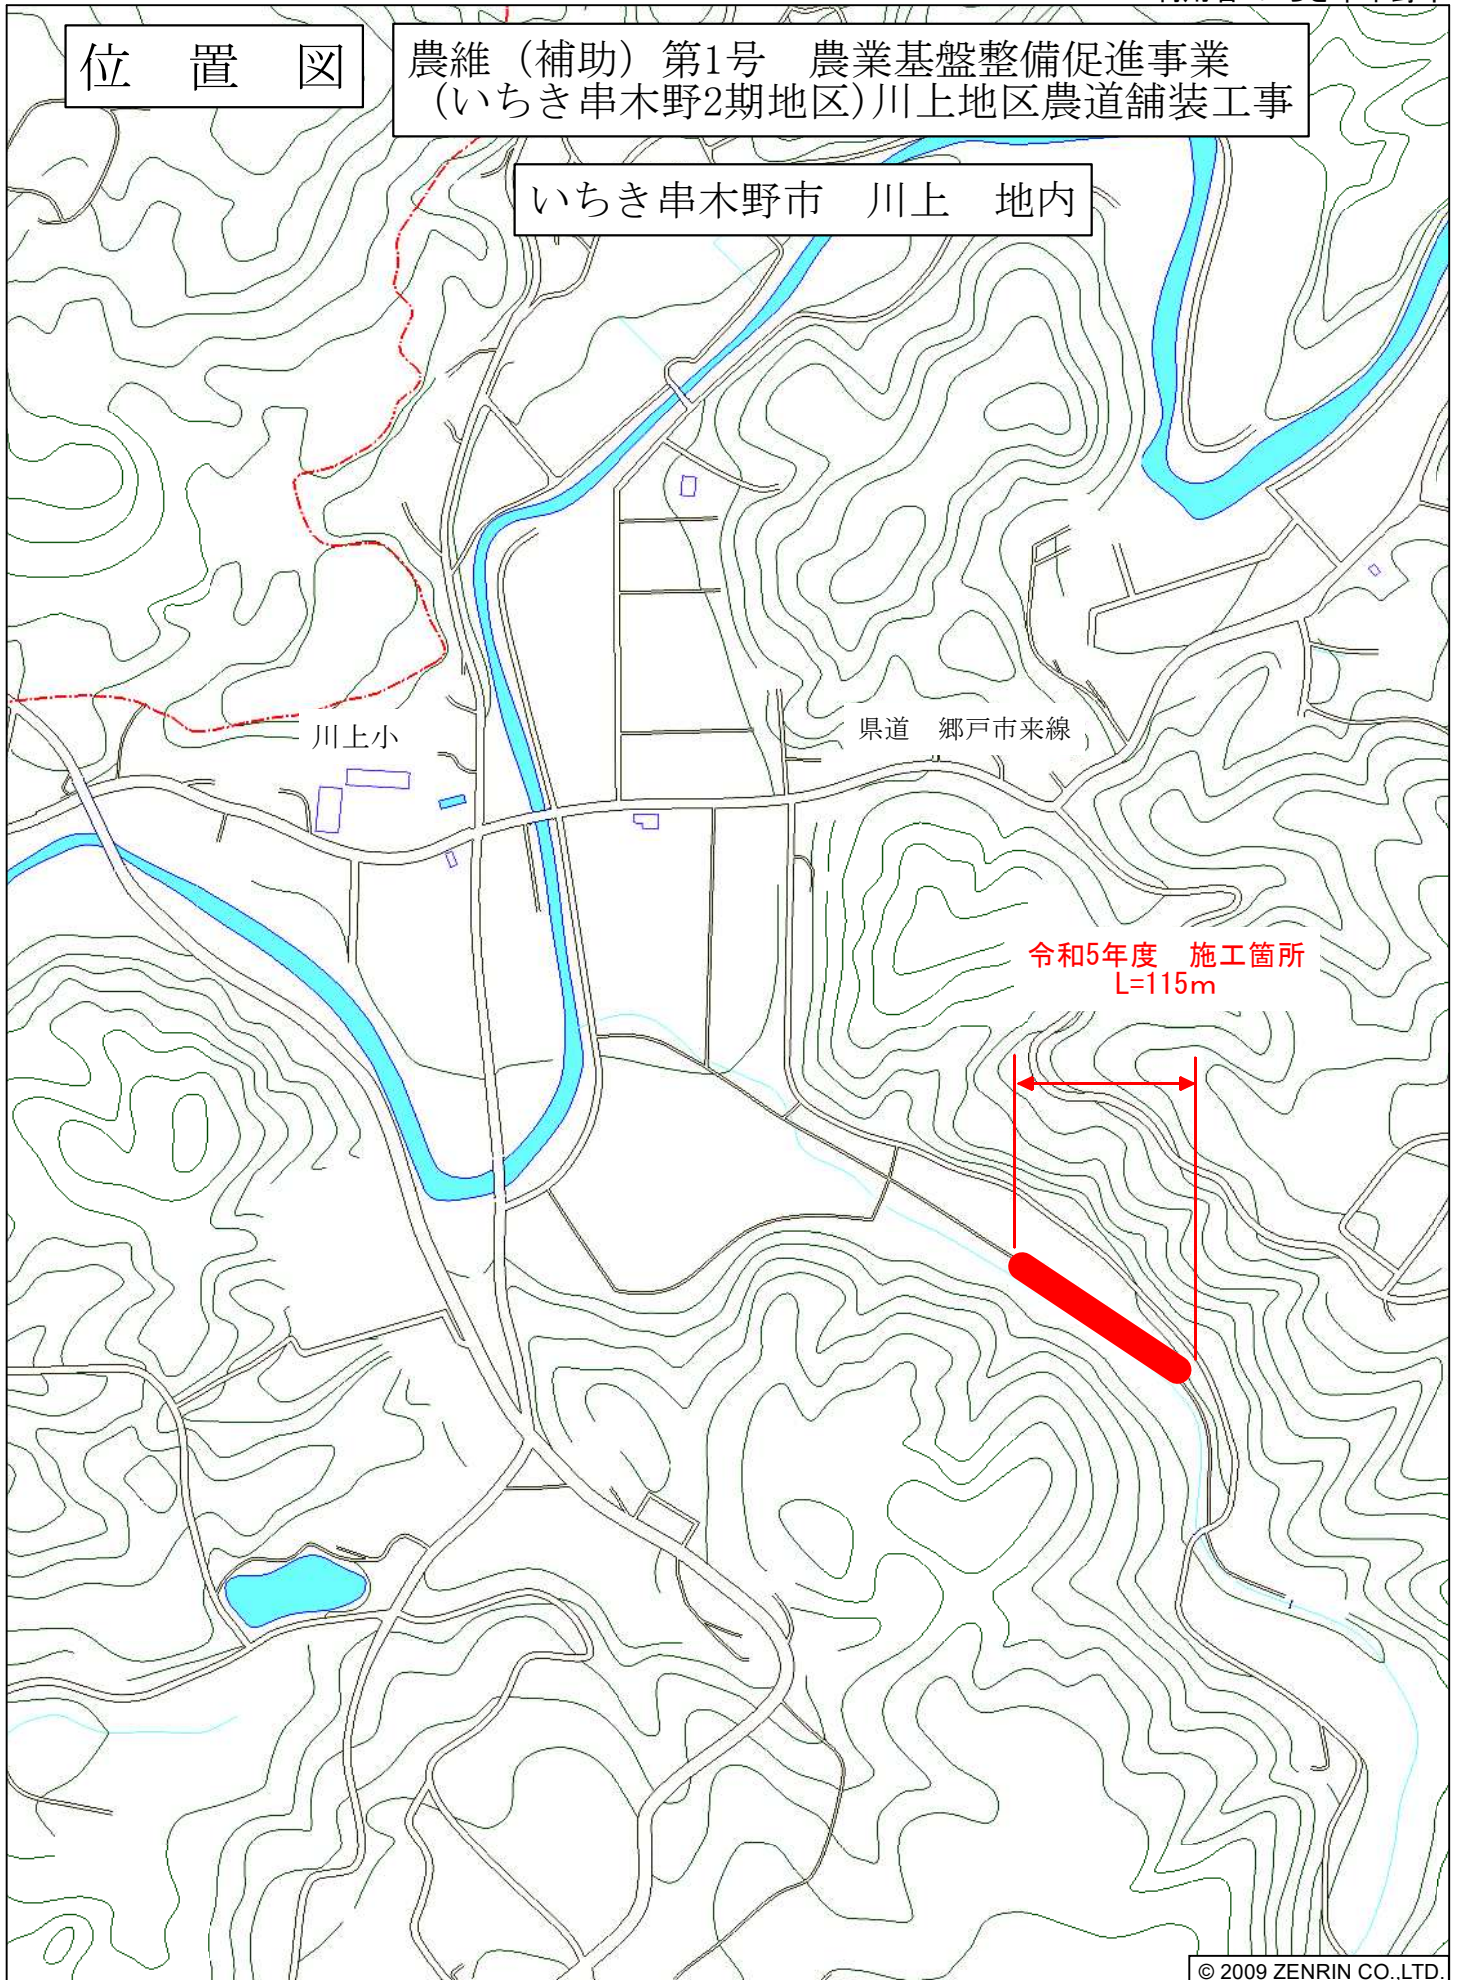 位　置　図
農維（補助）第1号　農業基盤整備促進事業
（いちき串木野2期地区）川上地区農道舗装工事
いちき串木野市　川上　地内
川上小
県道　郷戸市来線
令和5年度　施工箇所
L=115m
© 2009 ZENRIN CO.,LTD.